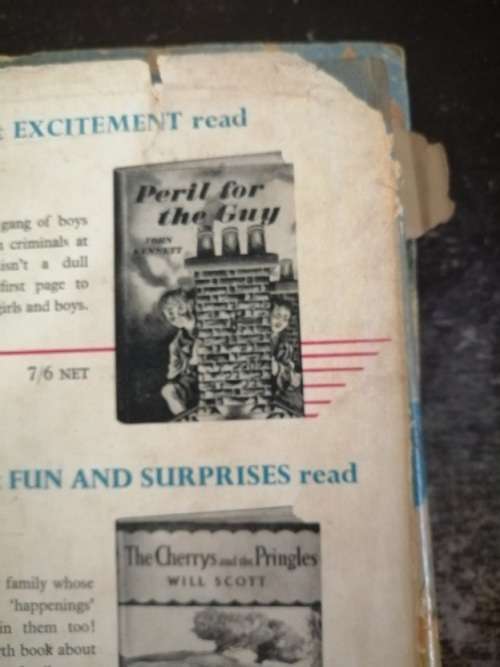 EXCITEMENT read
Peril for
the Guy
JOHN
KENNETT
gang of boys
criminals at
isn't a dull
first page to
girls and boys.
7/6 NET
FUN AND SURPRISES read
The Cherrys and the Pringles
WILL SCOTT
family whose
'happenings'
in them too!
th book about